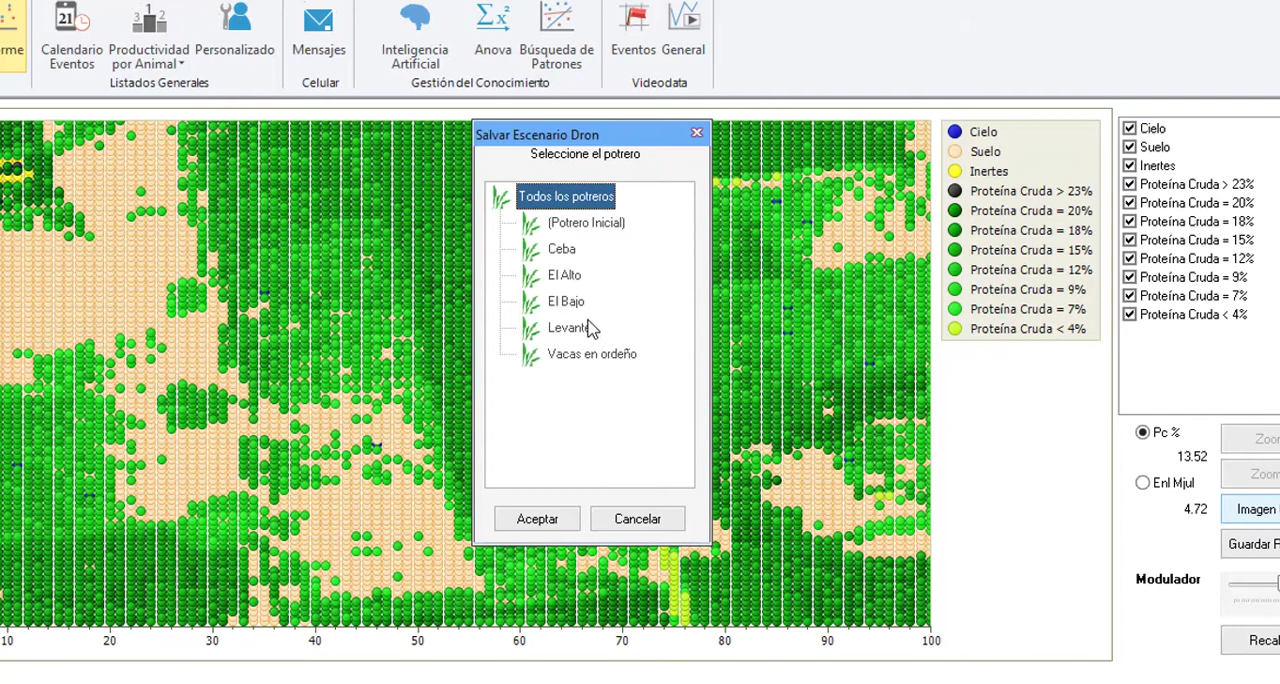 rme
21
Calendario Eventos
3 1 2
Productividad por Animal
Personalizado
Listados Generales
Mensajes
Celular
Inteligencia Artificial
Σx²
Anova
Búsqueda de Patrones
Gestión del Conocimiento
Eventos
General
Videodata
Salvar Escenario Dron
Seleccione el potrero
Todos los potreros
(Potrero Inicial)
Ceba
El Alto
El Bajo
Levante
Vacas en ordeño
Aceptar
Cancelar
Cielo
Suelo
Inertes
Proteína Cruda > 23%
Proteína Cruda = 20%
Proteína Cruda = 18%
Proteína Cruda = 15%
Proteína Cruda = 12%
Proteína Cruda = 9%
Proteína Cruda = 7%
Proteína Cruda < 4%
Cielo
Suelo
Inertes
Proteína Cruda > 23%
Proteína Cruda = 20%
Proteína Cruda = 18%
Proteína Cruda = 15%
Proteína Cruda = 12%
Proteína Cruda = 9%
Proteína Cruda = 7%
Proteína Cruda < 4%
Pc %
13.52
Enl Mjul
4.72
Zoom
Zoom
Imagen
Guardar F
Modulador
Recal
10 20 30 40 50 60 70 80 90 100